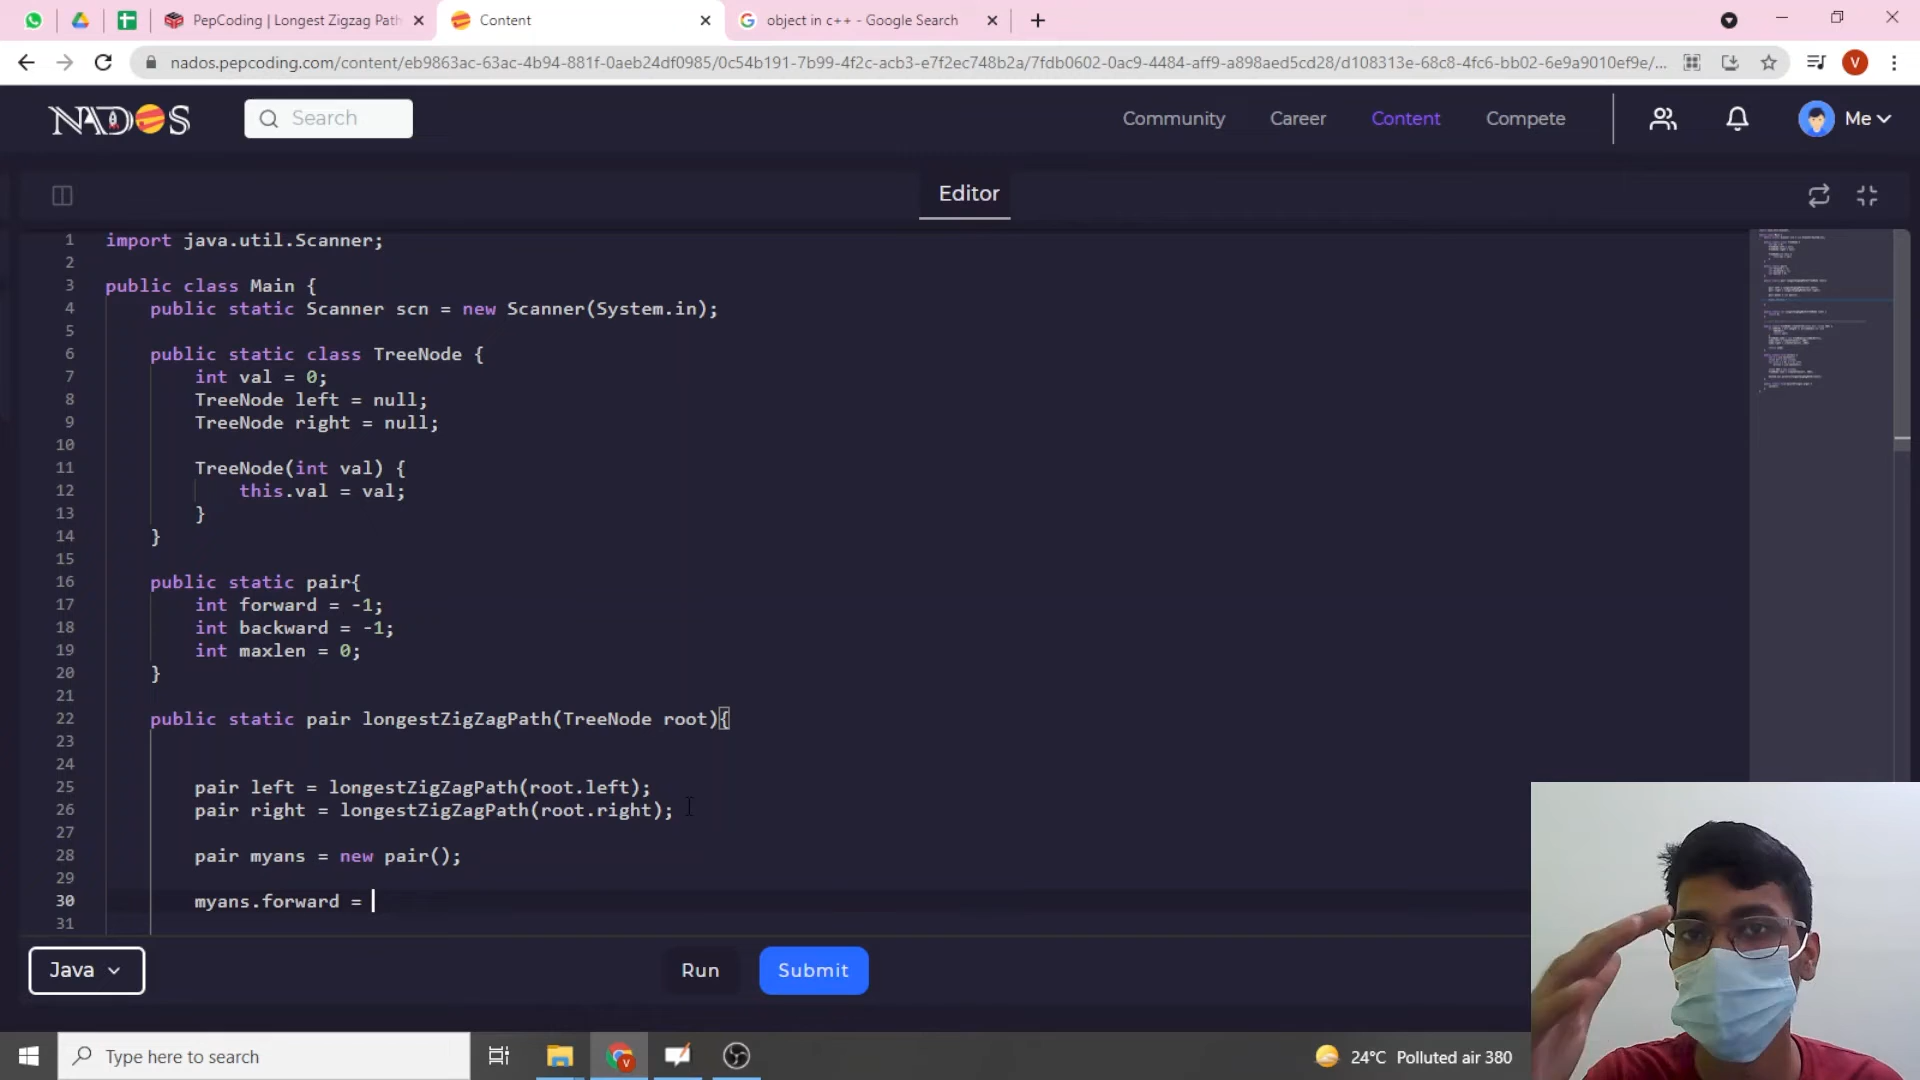 PepCoding | Longest Zigzag Path
Content
object in c++ - Google Search
nados.pepcoding.com/content/eb9863ac-63ac-4b94-881f-0aeb24df0985/0c54b191-7b99-4f2c-acb3-e7f2ec748b2a/7fdb0602-0ac9-4484-aff9-a898aed5cd28/d108313e-68c8-4fc6-bb02-6e9a9010ef9e/...
V
NADOS
Search
Community
Career
Content
Compete
Me
Editor
1 import java.util.Scanner;
2
3 public class Main {
4 public static Scanner scn = new Scanner(System.in);
5
6 public static class TreeNode {
7 int val = 0;
8 TreeNode left = null;
9 TreeNode right = null;
10
11 TreeNode(int val) {
12 this.val = val;
13 }
14 }
15
16 public static pair{
17 int forward = -1;
18 int backward = -1;
19 int maxlen = 0;
20 }
21
22 public static pair longestZigZagPath(TreeNode root){
23
24
25 pair left = longestZigZagPath(root.left);
26 pair right = longestZigZagPath(root.right);
27
28 pair myans = new pair();
29
30 myans.forward =
31
Java
Run
Submit
Type here to search
24°C Polluted air 380